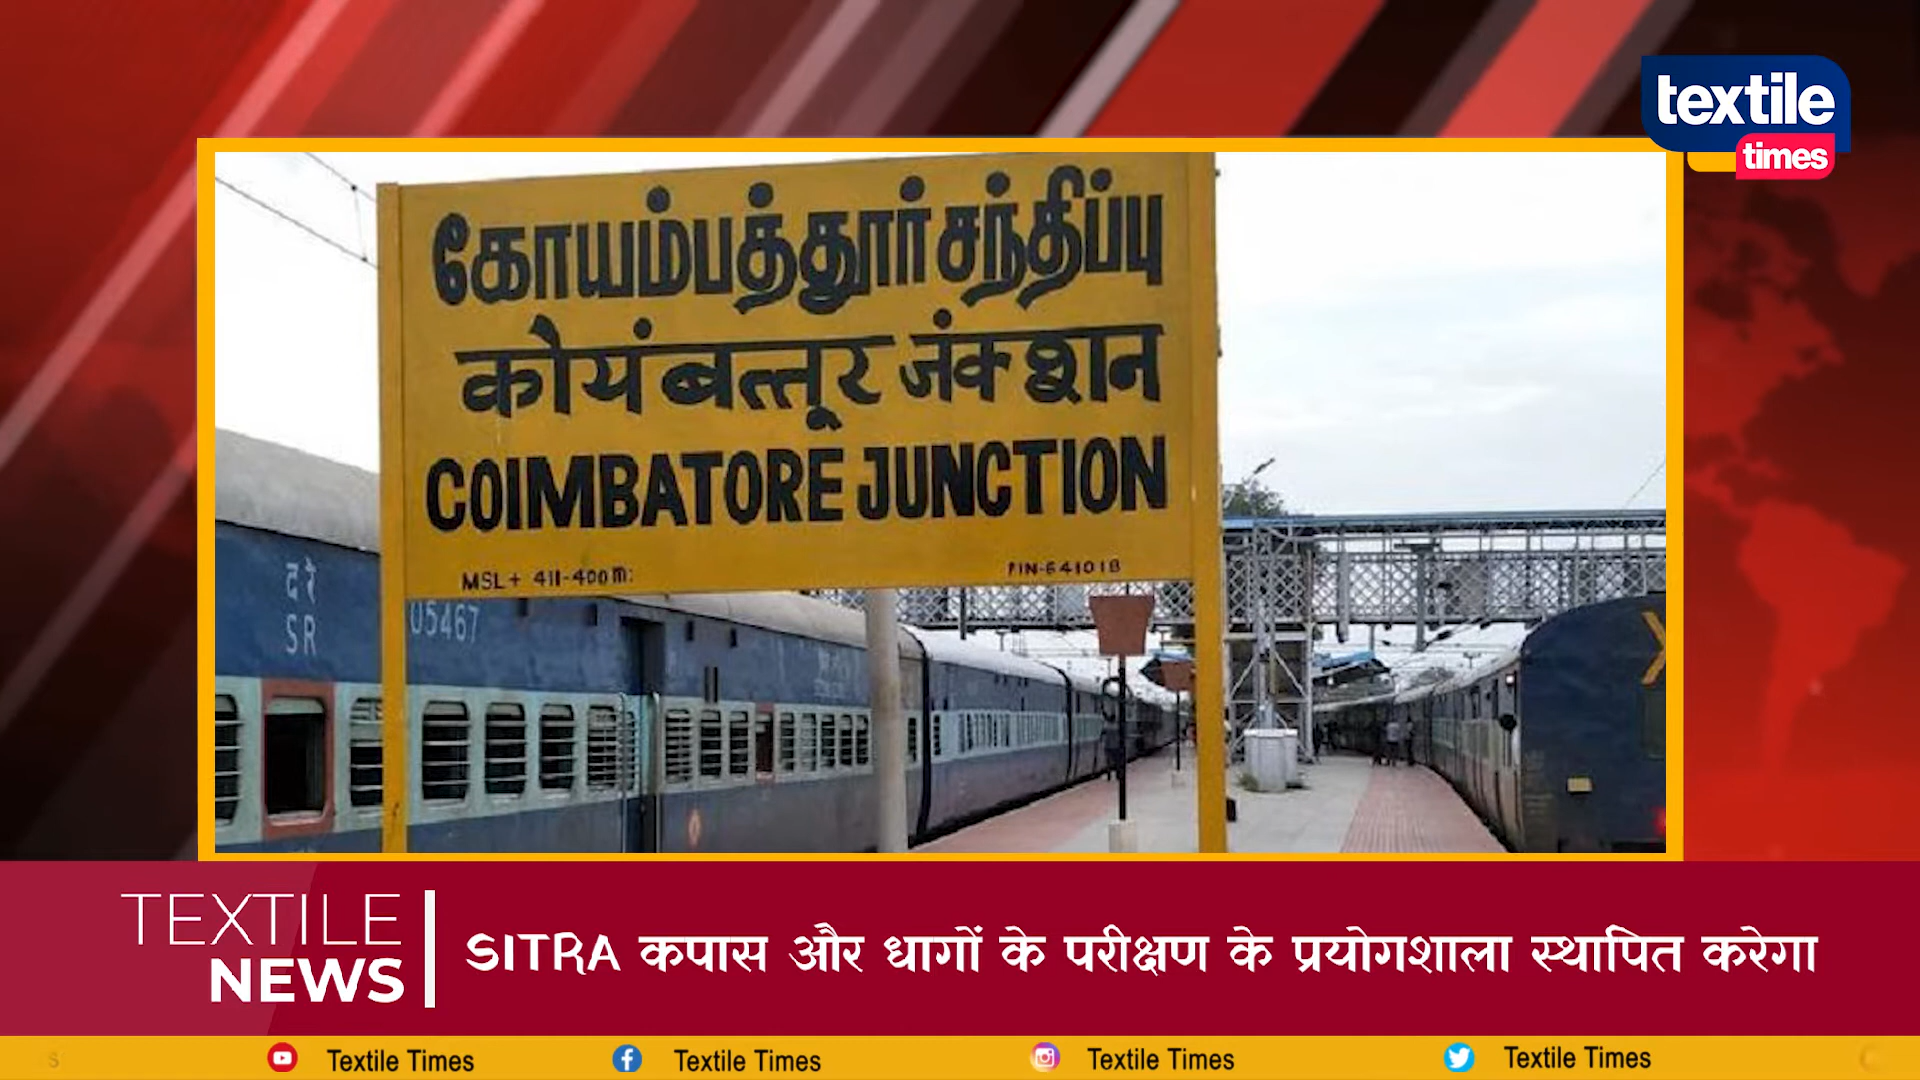 textile
times
கோயம்பத்தூர் சந்திப்பு
कोयंबत्तूर जंक्शन
COIMBATORE JUNCTION
MSL+ 411-400m:
PIN-641018
द रे
SR
05467
TEXTILE
NEWS
SITRA कपास और धागों के परीक्षण के प्रयोगशाला स्थापित करेगा
Textile Times
Textile Times
Textile Times
Textile Times